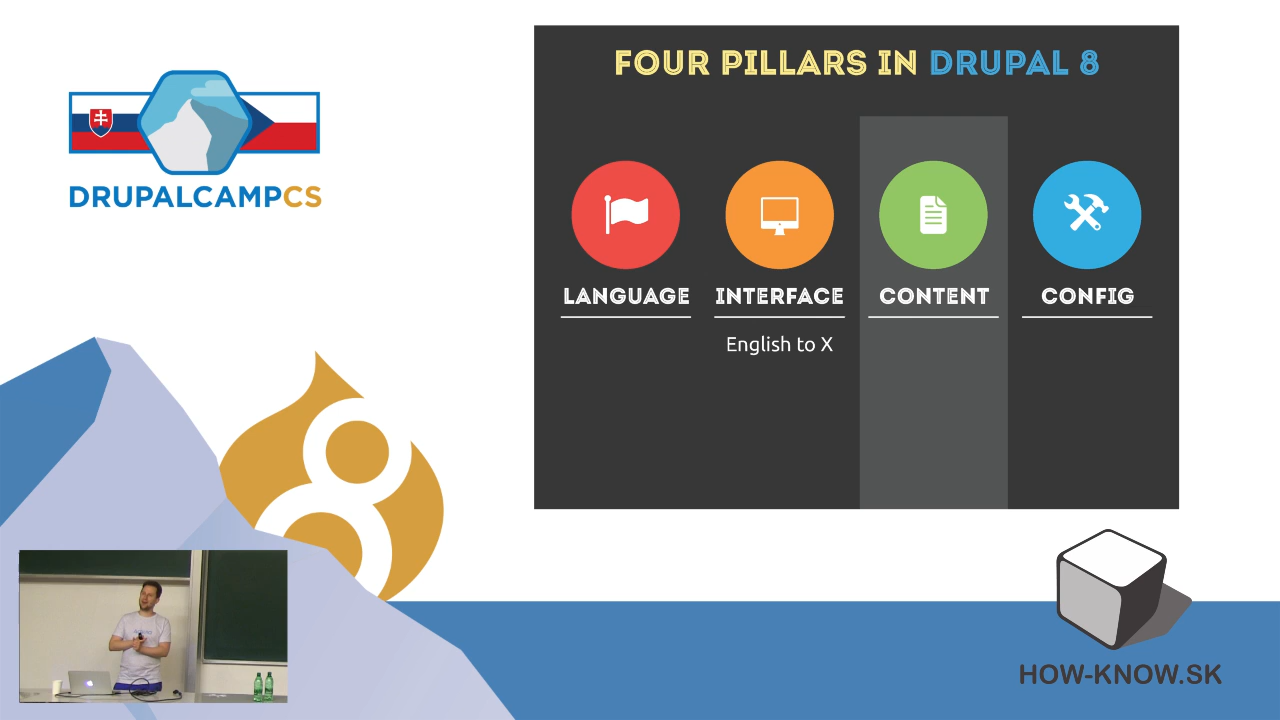 DRUPALCAMPCS
FOUR PILLARS IN DRUPAL 8
LANGUAGE
INTERFACE
CONTENT
CONFIG
English to X
HOW-KNOW.SK